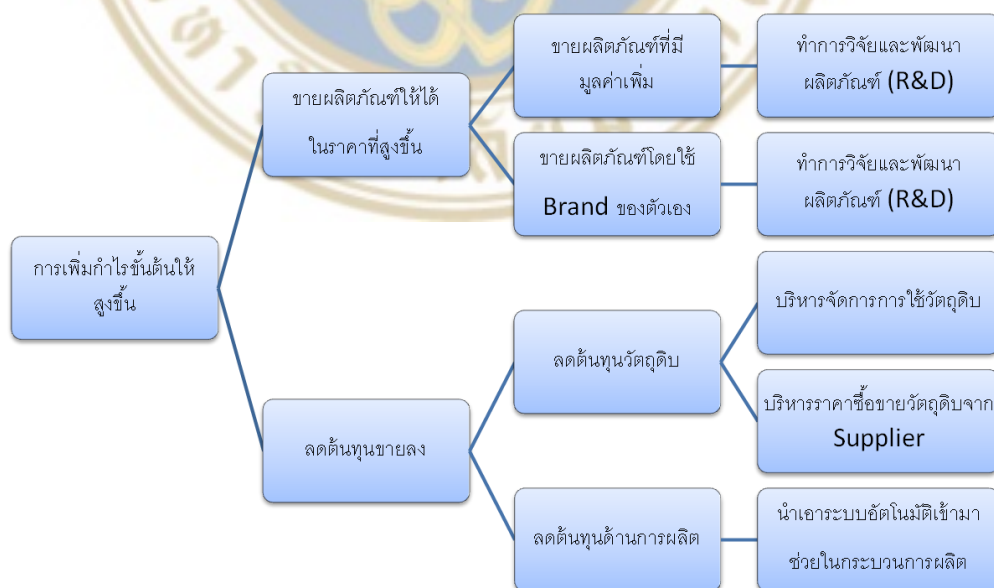 การเพิ่มกำไรขั้นต้นให้
สูงขึ้น
ขายผลิตภัณฑ์ให้ได้
ในราคาที่สูงขึ้น
ขายผลิตภัณฑ์ที่มี
มูลค่าเพิ่ม
ทำการวิจัยและพัฒนา
ผลิตภัณฑ์ (R&D)
ขายผลิตภัณฑ์โดยใช้
Brand ของตัวเอง
ทำการวิจัยและพัฒนา
ผลิตภัณฑ์ (R&D)
ลดต้นทุนขายลง
ลดต้นทุนวัตถุดิบ
บริหารจัดการการใช้วัตถุดิบ
บริหารราคาซื้อขายวัตถุดิบจาก
Supplier
ลดต้นทุนด้านการผลิต
นำเอาระบบอัตโนมัติเข้ามา
ช่วยในกระบวนการผลิต